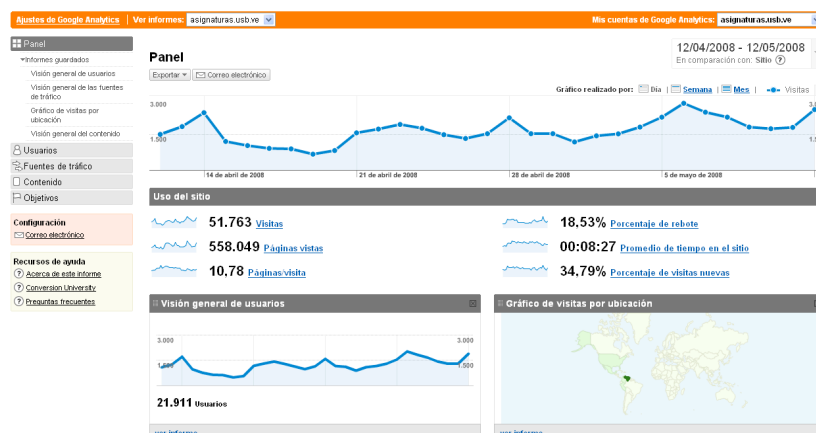 Ajustes de Google Analytics | Ver informes: asignaturas.usb.ve Mis cuentas de Google Analytics: asignaturas.usb.ve
Panel
Informes guardados
Visión general de usuarios
Visión general de las fuentes
de tráfico
Gráfico de visitas por
ubicación
Visión general del contenido
Usuarios
Fuentes de tráfico
Contenido
Objetivos
Configuración
Correo electrónico
Recursos de ayuda
? Acerca de este informe
? Conversion University
? Preguntas frecuentes
Panel
12/04/2008 - 12/05/2008
En comparación con: Sitio ?
Exportar Correo electrónico
Gráfico realizado por: Día | Semana | Mes | Visitas
3.000
1.500
14 de abril de 2008 21 de abril de 2008 28 de abril de 2008 5 de mayo de 2008
Uso del sitio
51.763 Visitas
558.049 Páginas vistas
10,78 Páginas/visita
18,53% Porcentaje de rebote
00:08:27 Promedio de tiempo en el sitio
34,79% Porcentaje de visitas nuevas
Visión general de usuarios
3.000 3.000
1.500 1.500
21.911 Usuarios
ver informe
Gráfico de visitas por ubicación
ver informe